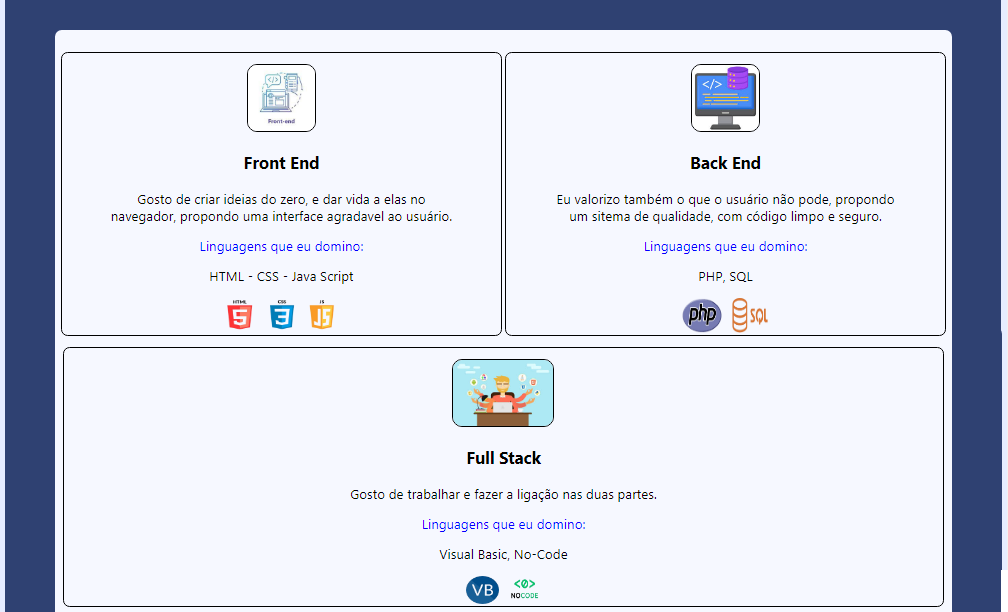 Front-end
Front End
Gosto de criar ideias do zero, e dar vida a elas no
navegador, propondo uma interface agradavel ao usuário.
Linguagens que eu domino:
HTML - CSS - Java Script
HTML
5
CSS
3
JS
JS
</>
Back End
Eu valorizo também o que o usuário não pode, propondo
um sitema de qualidade, com código limpo e seguro.
Linguagens que eu domino:
PHP, SQL
php
SQL
Full Stack
Gosto de trabalhar e fazer a ligação nas duas partes.
Linguagens que eu domino:
Visual Basic, No-Code
VB
<0>
NOCODE